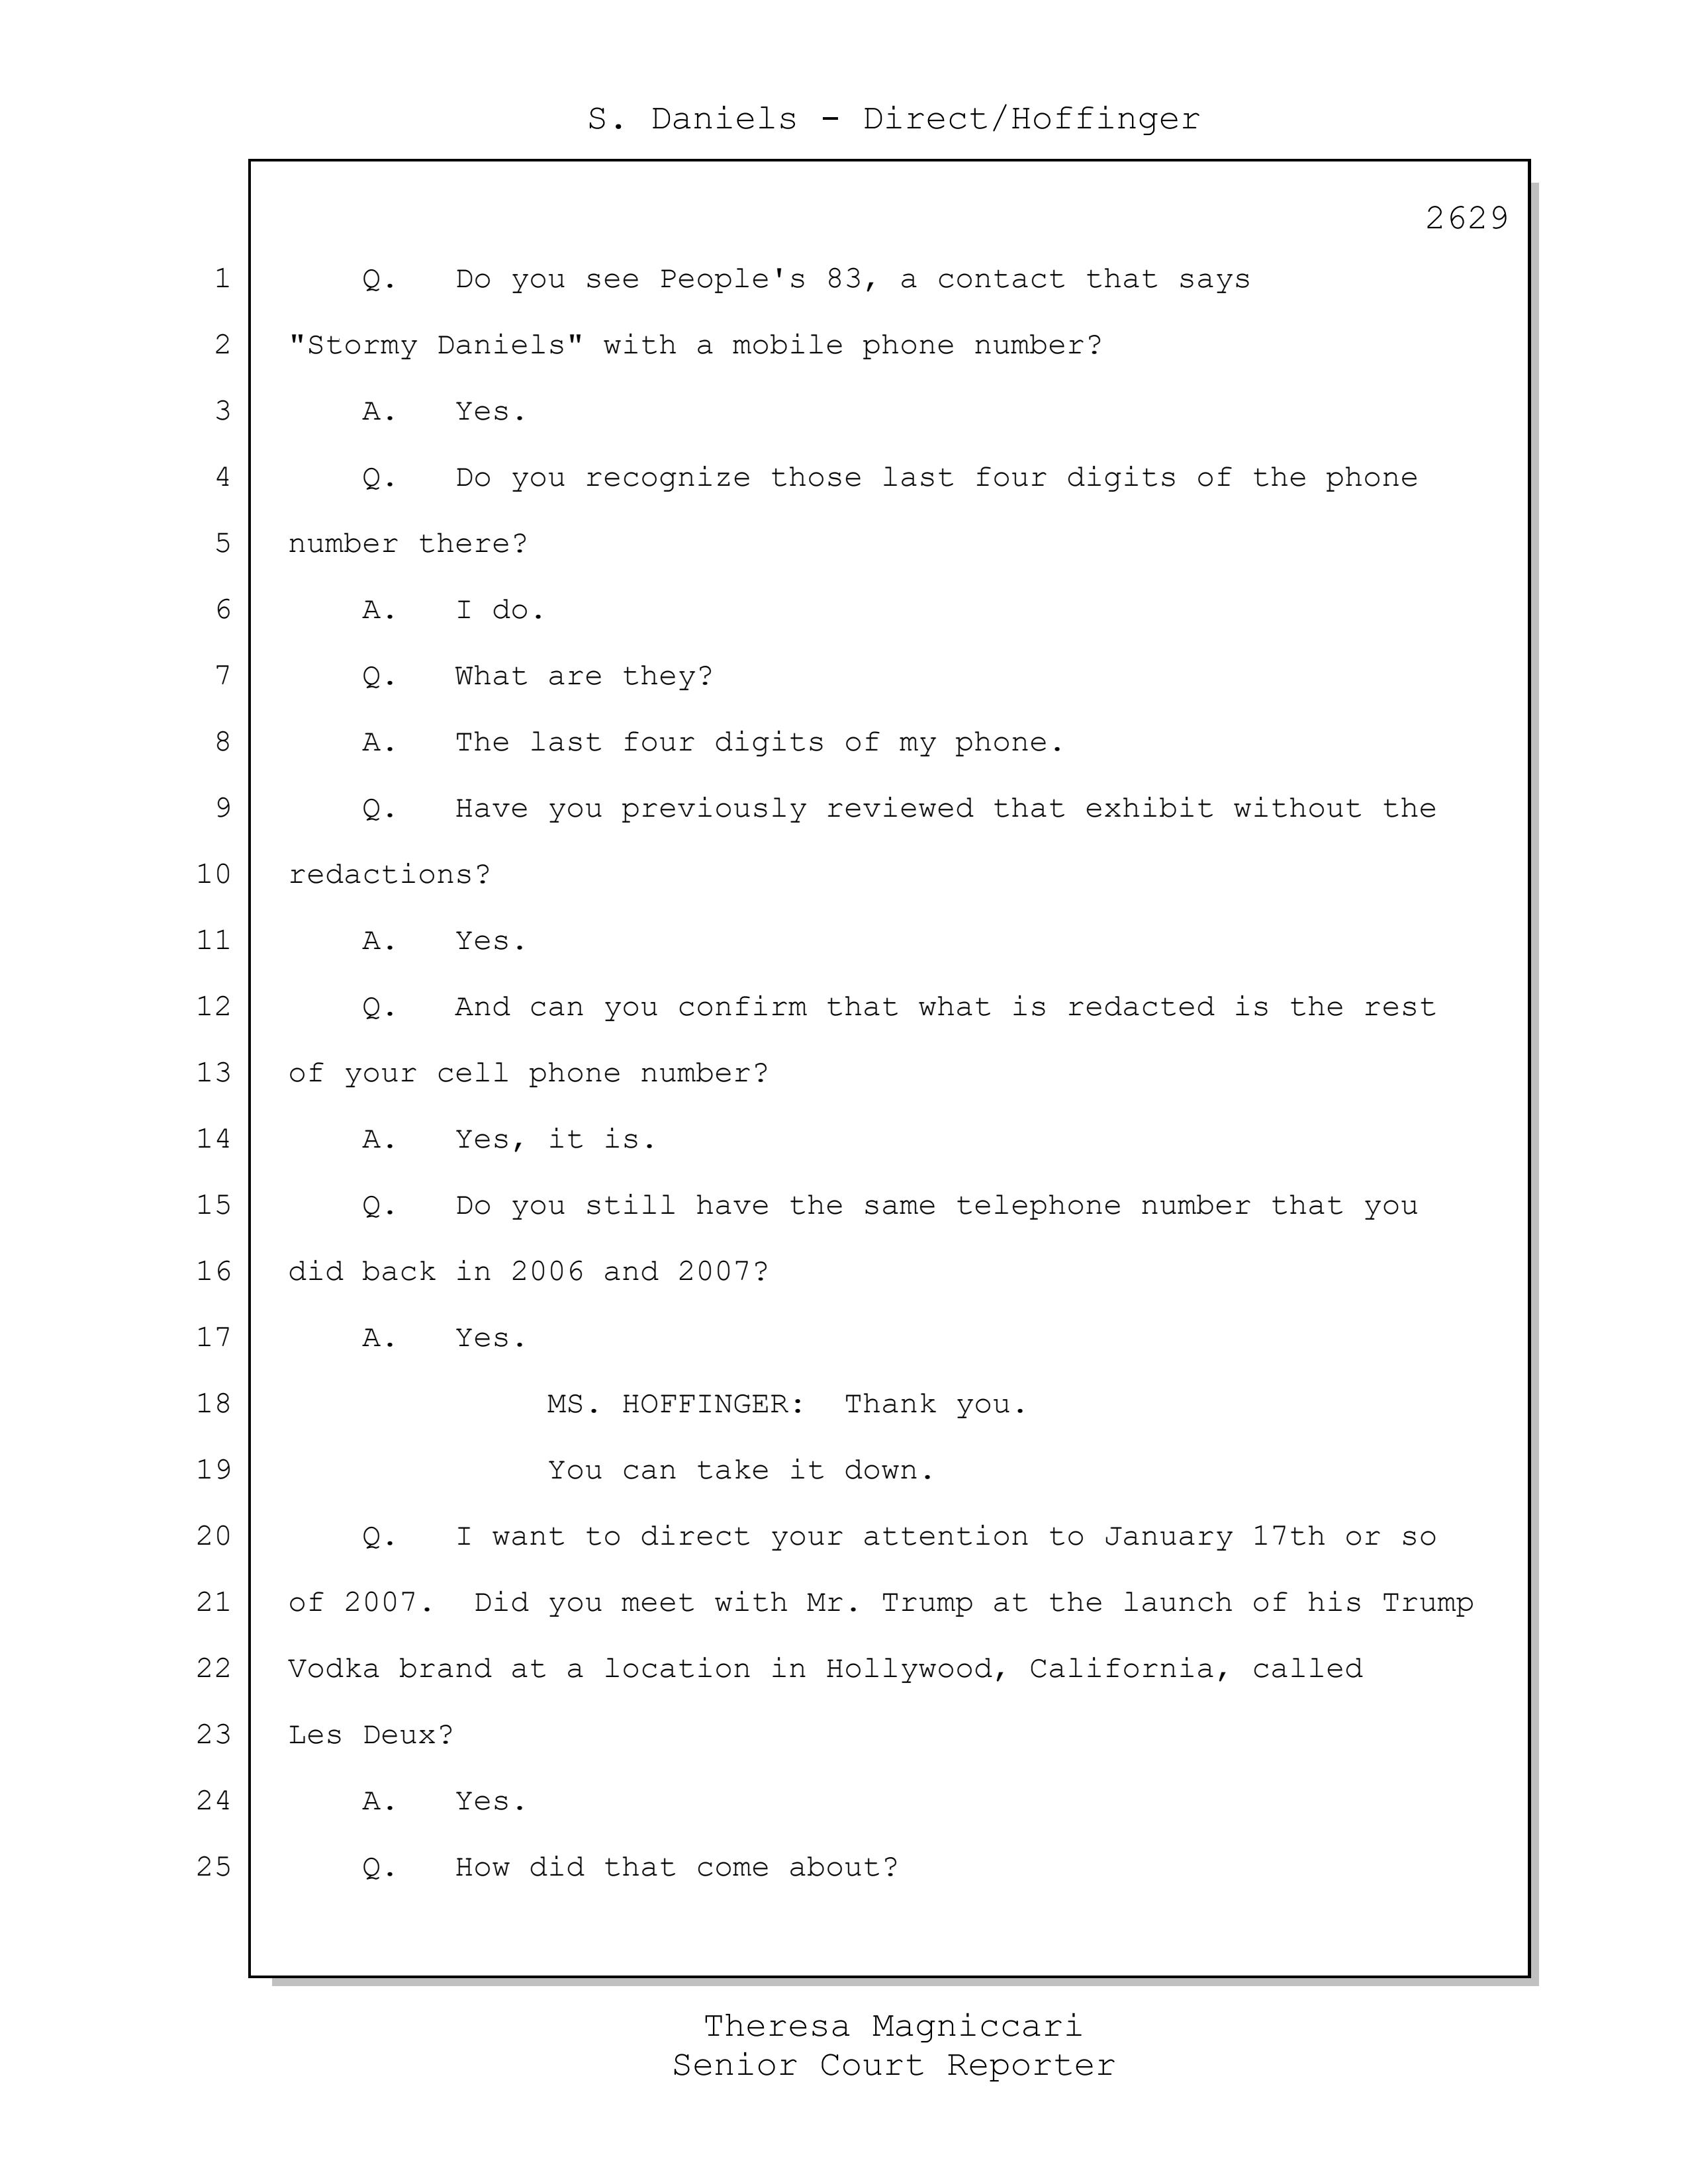 S. Daniels - Direct/Hoffinger
2629
1 Q. Do you see People's 83, a contact that says
2 "Stormy Daniels" with a mobile phone number?
3 A. Yes.
4 Q. Do you recognize those last four digits of the phone
5 number there?
6 A. I do.
7 Q. What are they?
8 A. The last four digits of my phone.
9 Q. Have you previously reviewed that exhibit without the
10 redactions?
11 A. Yes.
12 Q. And can you confirm that what is redacted is the rest
13 of your cell phone number?
14 A. Yes, it is.
15 Q. Do you still have the same telephone number that you
16 did back in 2006 and 2007?
17 A. Yes.
18 MS. HOFFINGER: Thank you.
19 You can take it down.
20 Q. I want to direct your attention to January 17th or so
21 of 2007. Did you meet with Mr. Trump at the launch of his Trump
22 Vodka brand at a location in Hollywood, California, called
23 Les Deux?
24 A. Yes.
25 Q. How did that come about?
Theresa Magniccari
Senior Court Reporter